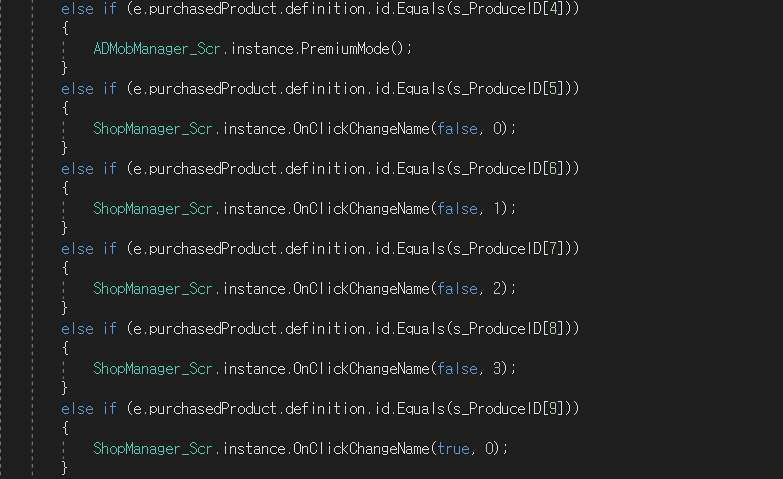 else if (e.purchasedProduct.definition.id.Equals(s_ProduceID[4]))
{
ADMobManager_Scr.instance.PremiumMode();
}
else if (e.purchasedProduct.definition.id.Equals(s_ProduceID[5]))
{
ShopManager_Scr.instance.OnClickChangeName(false, 0);
}
else if (e.purchasedProduct.definition.id.Equals(s_ProduceID[6]))
{
ShopManager_Scr.instance.OnClickChangeName(false, 1);
}
else if (e.purchasedProduct.definition.id.Equals(s_ProduceID[7]))
{
ShopManager_Scr.instance.OnClickChangeName(false, 2);
}
else if (e.purchasedProduct.definition.id.Equals(s_ProduceID[8]))
{
ShopManager_Scr.instance.OnClickChangeName(false, 3);
}
else if (e.purchasedProduct.definition.id.Equals(s_ProduceID[9]))
{
ShopManager_Scr.instance.OnClickChangeName(true, 0);
}